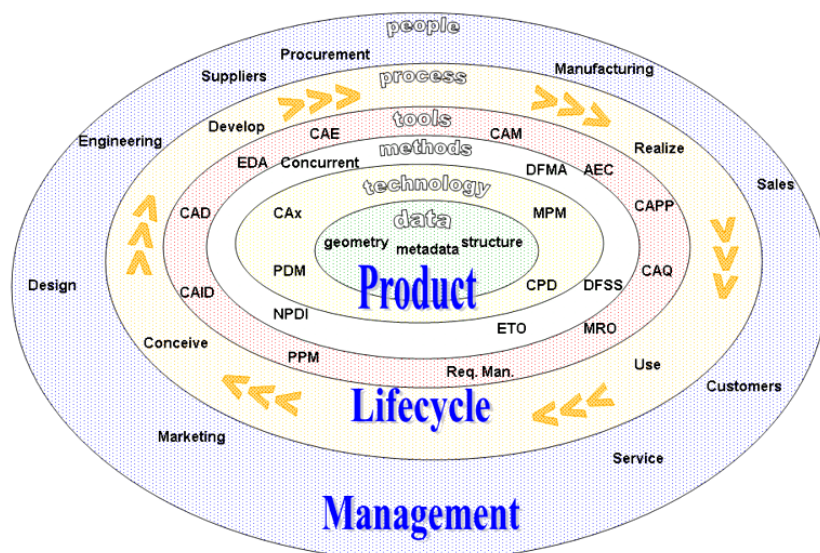 people
Procurement
Suppliers
Manufacturing
process
Engineering
Develop
tools
CAE
CAM
Realize
methods
EDA
Concurrent
DFMA
AEC
technology
Sales
CAD
CAx
data
MPM
CAPP
geometry
metadata
structure
PDM
Product
CPD
DFSS
CAQ
Design
CAID
NPDI
ETO
MRO
Conceive
PPM
Req. Man.
Use
Customers
Lifecycle
Marketing
Service
Management